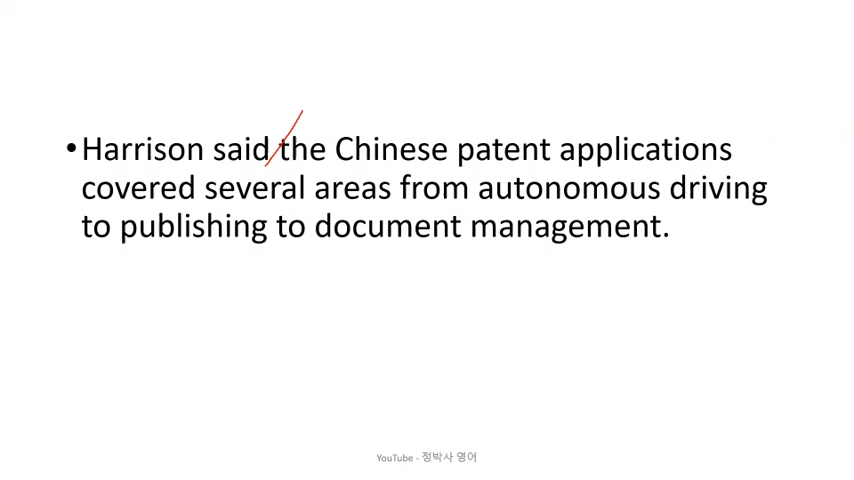 •Harrison said the Chinese patent applications
covered several areas from autonomous driving
to publishing to document management.
YouTube - 정박사 영어